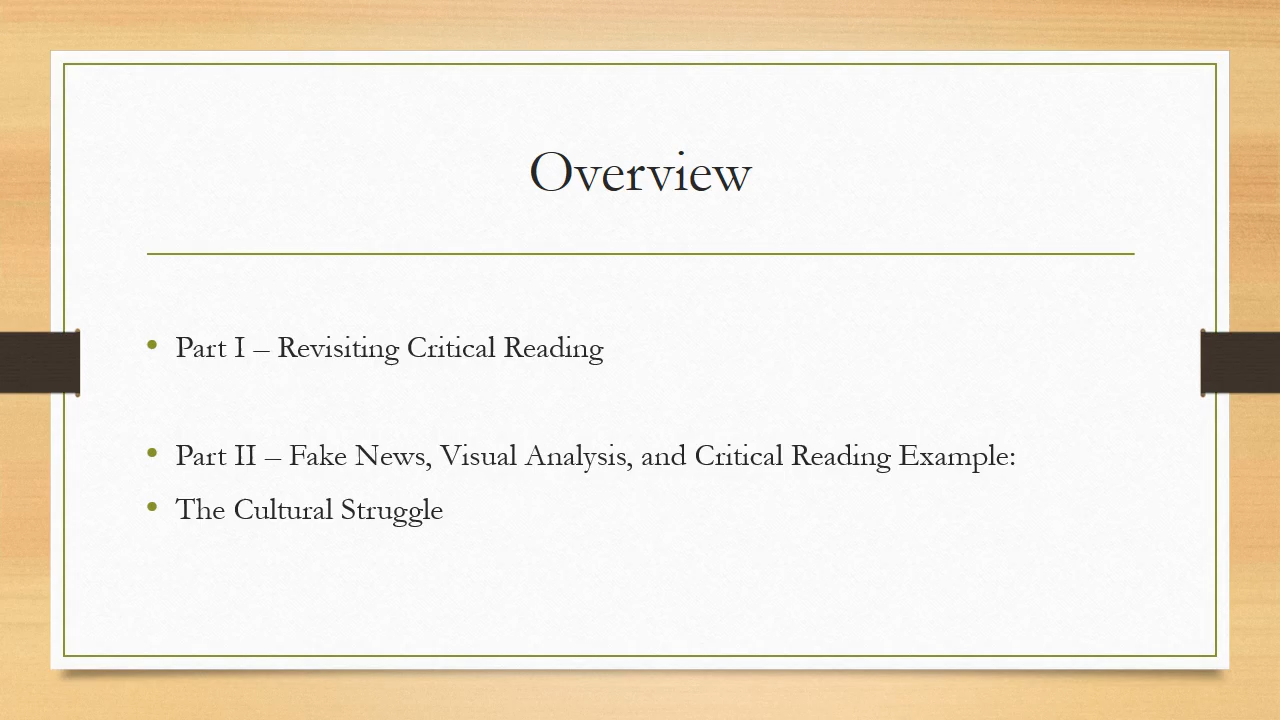 Overview
• Part I – Revisiting Critical Reading
• Part II – Fake News, Visual Analysis, and Critical Reading Example:
• The Cultural Struggle